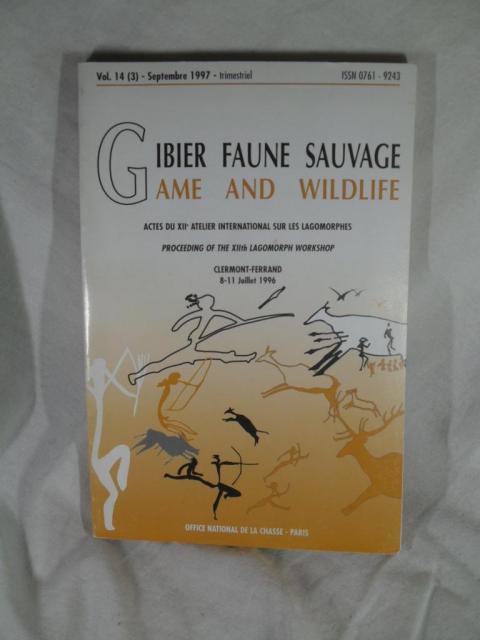 Vol. 14 (3) - Septembre 1997 - trimestriel ISSN 0761 - 9243
GIBIER FAUNE SAUVAGE
GAME AND WILDLIFE
ACTES DU XIIe ATELIER INTERNATIONAL SUR LES LAGOMORPHES
PROCEEDING OF THE XIIth LAGOMORPH WORKSHOP
CLERMONT-FERRAND
8-11 Juillet 1996
OFFICE NATIONAL DE LA CHASSE - PARIS